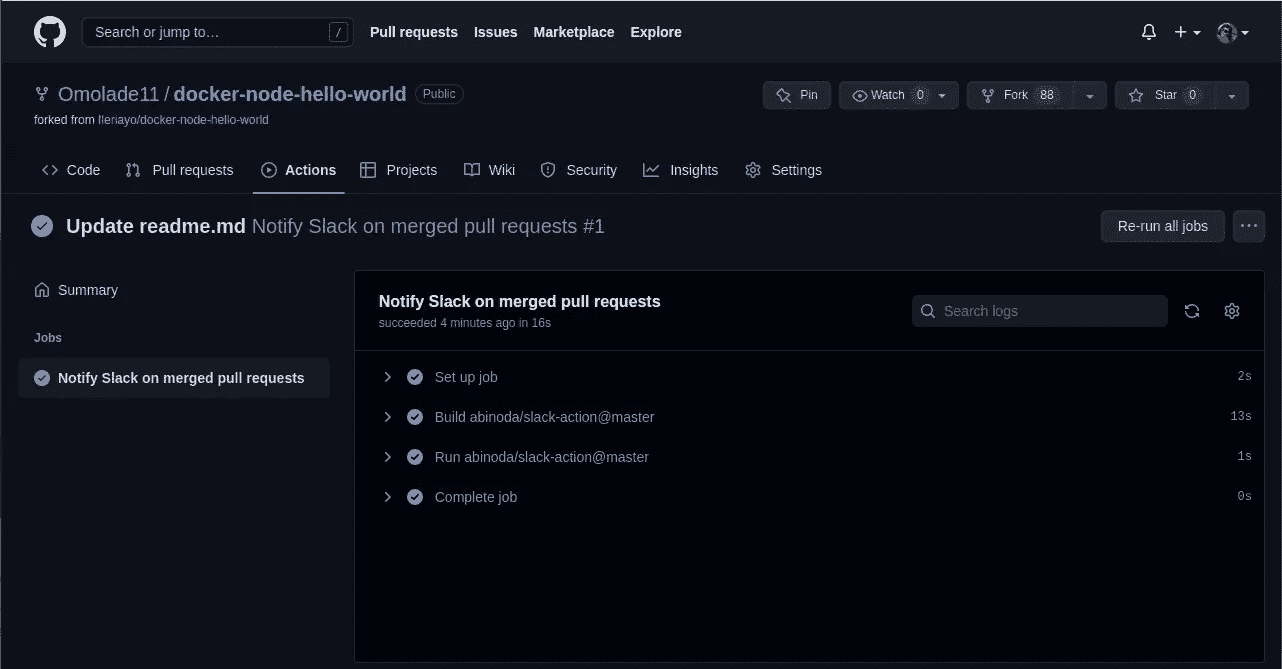 Search or jump to… /
Pull requests Issues Marketplace Explore
Omolade11 / docker-node-hello-world Public
forked from Ileriayo/docker-node-hello-world
Pin Watch 0 Fork 88 Star 0
Code Pull requests Actions Projects Wiki Security Insights Settings
Update readme.md Notify Slack on merged pull requests #1
Re-run all jobs ...
Summary
Jobs
Notify Slack on merged pull requests
Notify Slack on merged pull requests
succeeded 4 minutes ago in 16s
Search logs
Set up job 2s
Build abinoda/slack-action@master 13s
Run abinoda/slack-action@master 1s
Complete job 0s